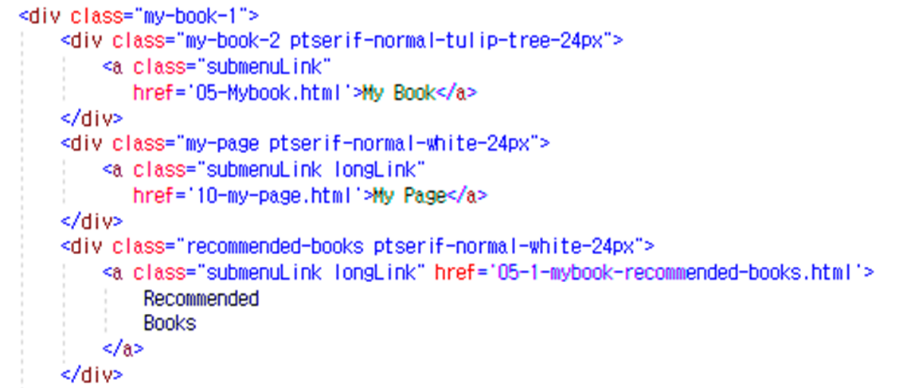 <div class="my-book-1">
<div class="my-book-2 ptserif-normal-tulip-tree-24px">
<a class="submenuLink"
href='05-Mybook.html'>My Book</a>
</div>
<div class="my-page ptserif-normal-white-24px">
<a class="submenuLink longLink"
href='10-my-page.html'>My Page</a>
</div>
<div class="recommended-books ptserif-normal-white-24px">
<a class="submenuLink longLink" href='05-1-mybook-recommended-books.html'>
Recommended
Books
</a>
</div>